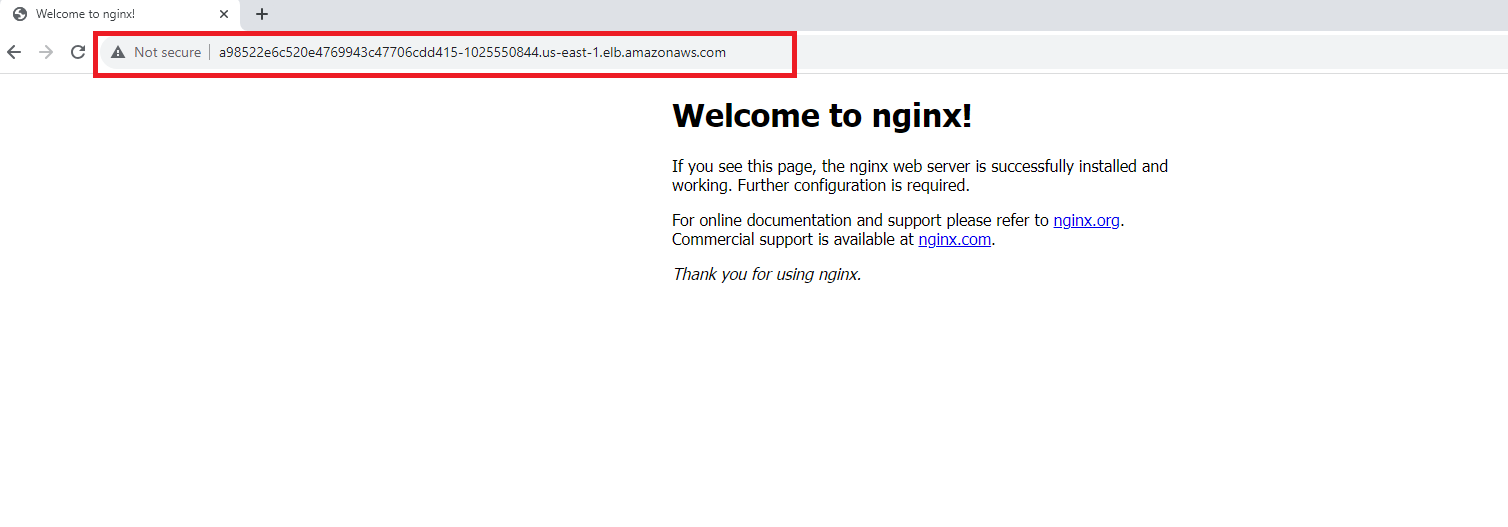 Welcome to nginx!
Not secure a98522e6c520e4769943c47706cdd415-1025550844.us-east-1.elb.amazonaws.com
Welcome to nginx!
If you see this page, the nginx web server is successfully installed and
working. Further configuration is required.
For online documentation and support please refer to nginx.org.
Commercial support is available at nginx.com.
Thank you for using nginx.